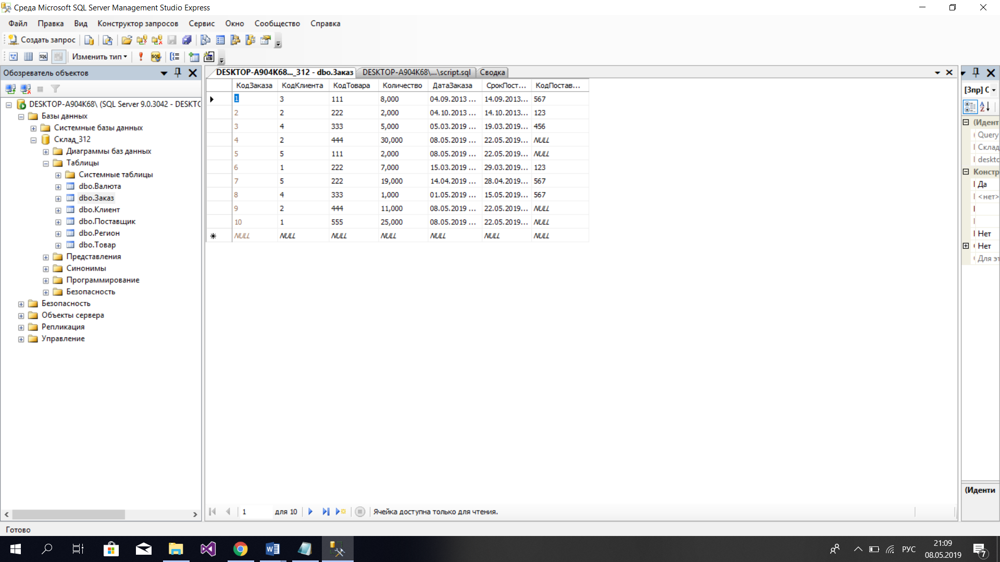 Среда Microsoft SQL Server Management Studio Express
Файл Правка Вид Конструктор запросов Сервис Окно Сообщество Справка
Создать запрос
SQL Изменить тип SQL
Обозреватель объектов
DESKTOP-A904K68\ (SQL Server 9.0.3042 - DESKTO
Базы данных
Системные базы данных
Склад_312
Диаграммы баз данных
Таблицы
Системные таблицы
dbo.Валюта
dbo.Заказ
dbo.Клиент
dbo.Поставщик
dbo.Регион
dbo.Товар
Представления
Синонимы
Программирование
Безопасность
Безопасность
Объекты сервера
Репликация
Управление
DESKTOP-A904K68..._312 - dbo.Заказ DESKTOP-A904K68\...\script.sql Сводка
КодЗаказа КодКлиента КодТовара Количество ДатаЗаказа СрокПост... КодПостав...
1 3 111 8,000 04.09.2013 ... 14.09.2013... 567
2 2 222 2,000 04.10.2013 ... 14.10.2013... 123
3 4 333 5,000 05.03.2019 ... 19.03.2019... 456
4 2 444 30,000 08.05.2019 ... 22.05.2019... NULL
5 5 111 2,000 08.05.2019 ... 22.05.2019... NULL
6 1 222 7,000 15.03.2019 ... 29.03.2019... 123
7 5 222 19,000 14.04.2019 ... 28.04.2019... 567
8 4 333 1,000 01.05.2019 ... 15.05.2019... 567
9 2 444 11,000 08.05.2019 ... 22.05.2019... NULL
10 1 555 25,000 08.05.2019 ... 22.05.2019... NULL
NULL NULL NULL NULL NULL NULL NULL
1 для 10 Ячейка доступна только для чтения.
[Зпр] С
(Идент
Query
Склад
deskto
Констр
Да
<нет>
Нет
Нет
Для эт
(Иденти
Готово
РУС
21:09
08.05.2019
7